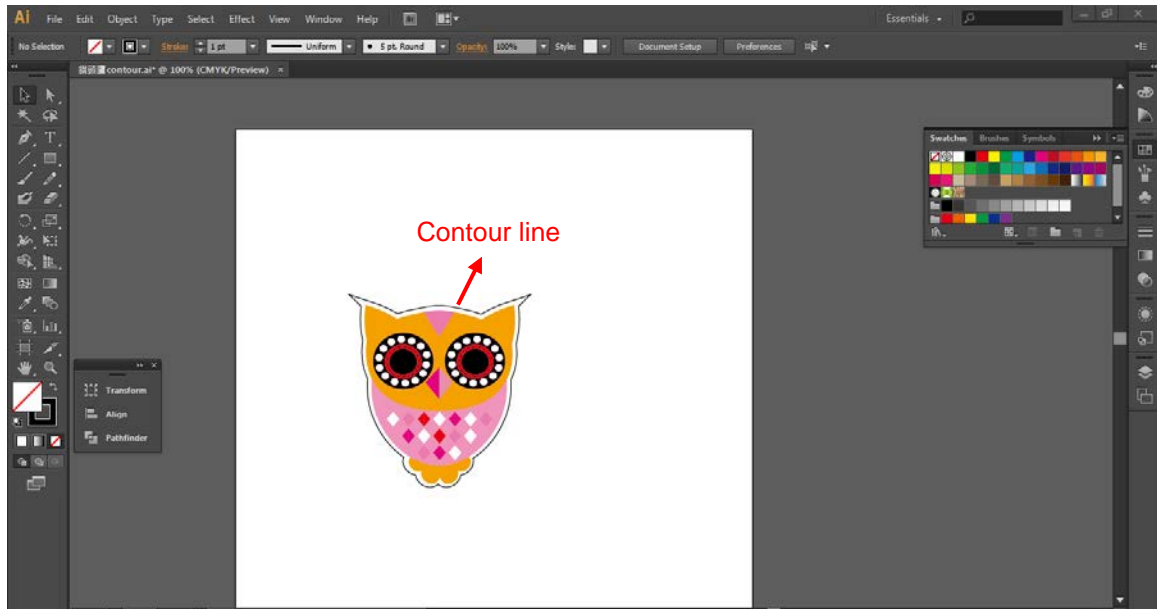 Ai File Edit Object Type Select Effect View Window Help Essentials
No Selection Stroke: 1 pt Uniform 5 pt. Round Opacity: 100% Style: Document Setup Preferences
contour.ai* @ 100% (CMYK/Preview) ×
Swatches Brushes Symbols
Contour line
Transform
Align
Pathfinder